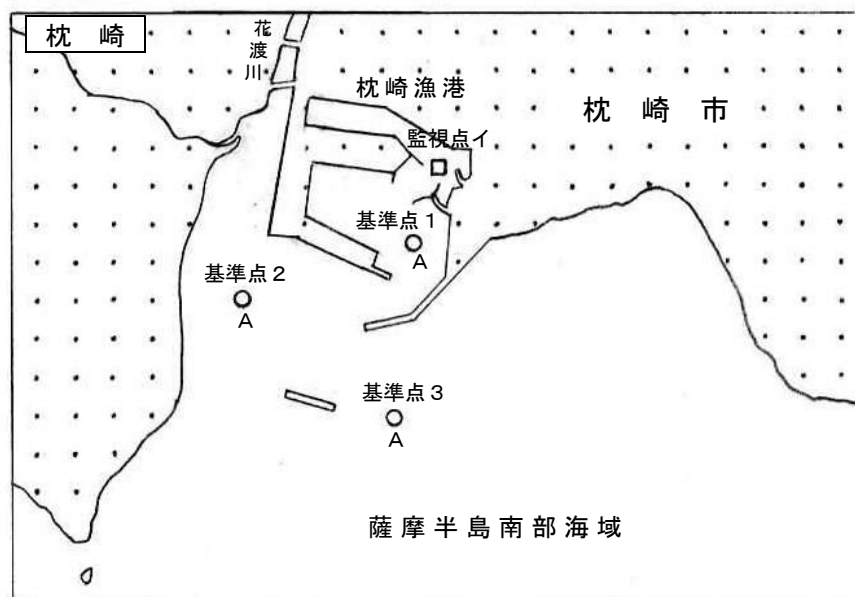 枕 崎
花渡川
枕崎漁港
枕 崎 市
監視点イ
基準点1
A
基準点2
A
基準点3
A
薩摩半島南部海域